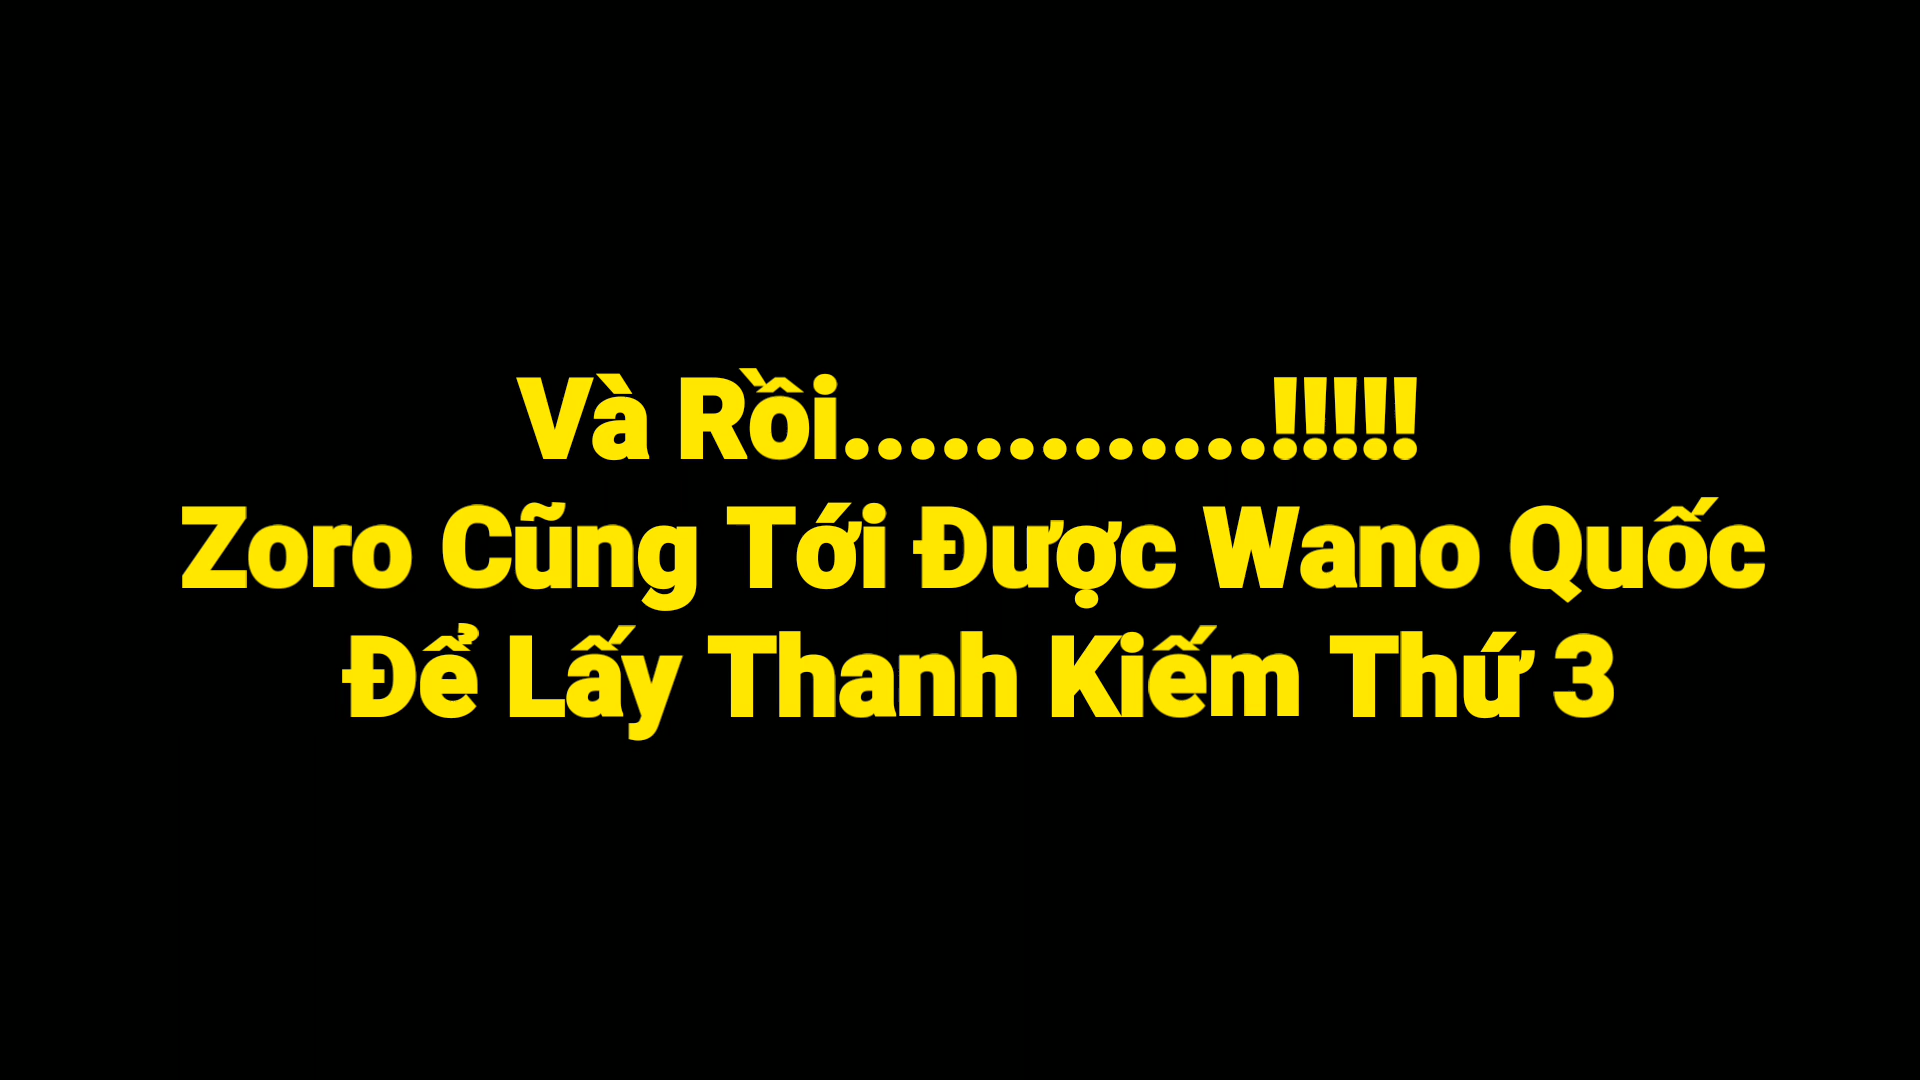 Và Rồi.............!!!!!
Zoro Cũng Tới Được Wano Quốc
Để Lấy Thanh Kiếm Thứ 3